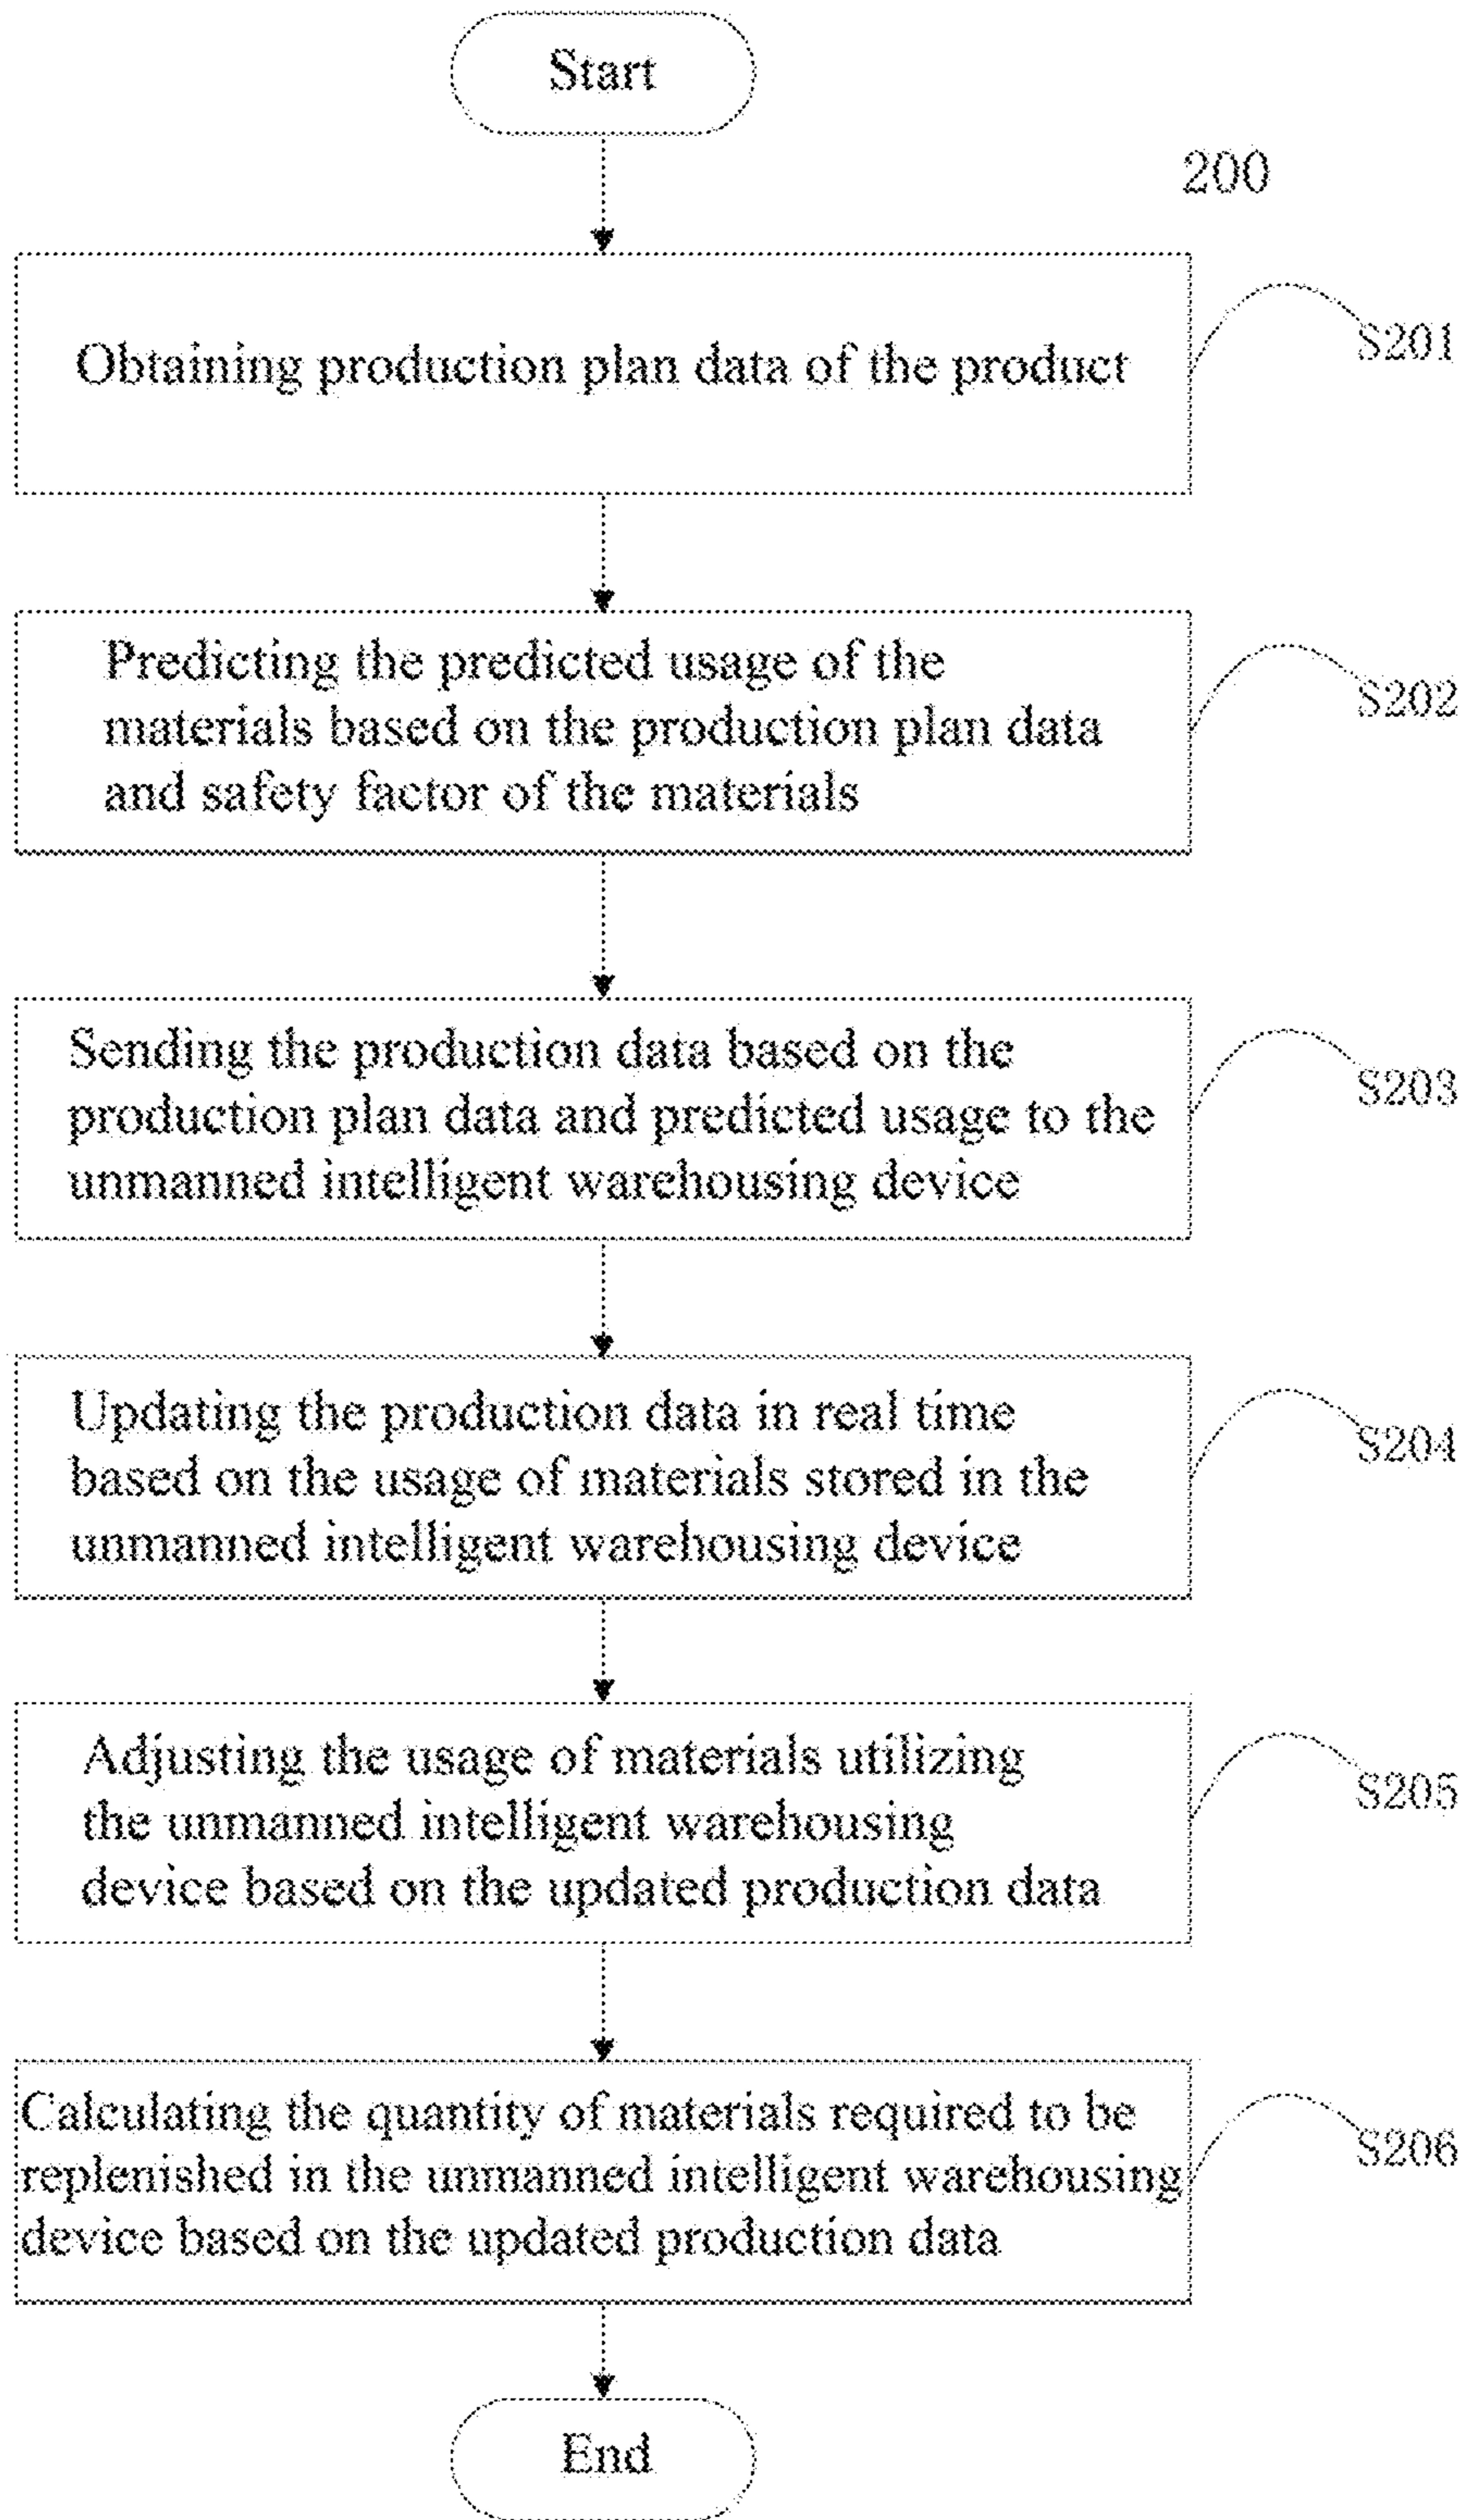 Start
200
Obtaining production plan data of the product
S201
Predicting the predicted usage of the
materials based on the production plan data
and safety factor of the materials
S202
Sending the production data based on the
production plan data and predicted usage to the
unmanned intelligent warehousing device
S203
Updating the production data in real time
based on the usage of materials stored in the
unmanned intelligent warehousing device
S204
Adjusting the usage of materials utilizing
the unmanned intelligent warehousing
device based on the updated production data
S205
Calculating the quantity of materials required to be
replenished in the unmanned intelligent warehousing
device based on the updated production data
S206
End